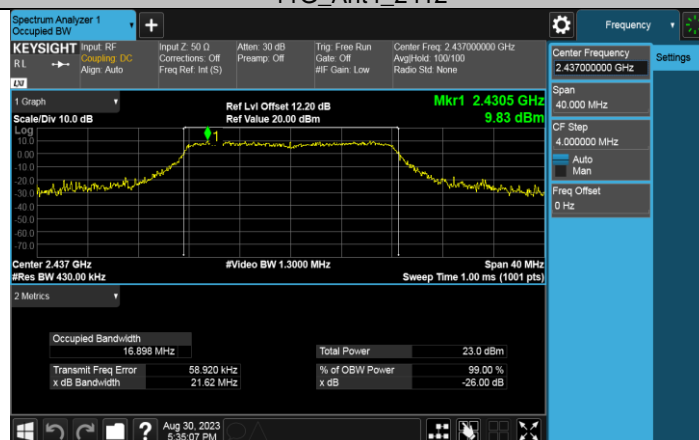 Spectrum Analyzer 1
Occupied BW
Frequency
KEYSIGHT
RL
LXI
Input: RF
Coupling: DC
Align: Auto
Input Z: 50 Ω
Corrections: Off
Freq Ref: Int (S)
Atten: 30 dB
Preamp: Off
Trig: Free Run
Gate: Off
#IF Gain: Low
Center Freq: 2.437000000 GHz
Avg|Hold: 100/100
Radio Std: None
Center Frequency
2.437000000 GHz
Settings
Span
40.000 MHz
CF Step
4.000000 MHz
Auto
Man
Freq Offset
0 Hz
1 Graph
Scale/Div 10.0 dB
Ref Lvl Offset 12.20 dB
Ref Value 20.00 dBm
Mkr1 2.4305 GHz
9.83 dBm
Log
10.0
0.00
-10.0
-20.0
-30.0
-40.0
-50.0
-60.0
-70.0
1
Center 2.437 GHz
#Res BW 430.00 kHz
#Video BW 1.3000 MHz
Span 40 MHz
Sweep Time 1.00 ms (1001 pts)
2 Metrics
Occupied Bandwidth
16.898 MHz
Total Power 23.0 dBm
Transmit Freq Error 58.920 kHz
% of OBW Power 99.00 %
x dB Bandwidth 21.62 MHz
x dB -26.00 dB
Aug 30, 2023
5:35:07 PM